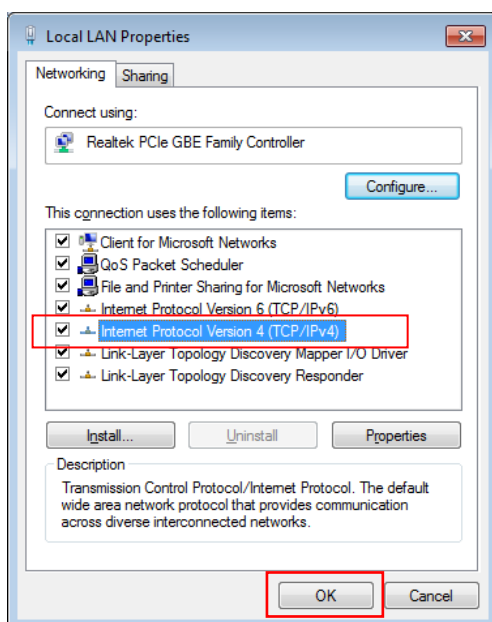 Local LAN Properties
Networking
Sharing
Connect using:
Realtek PCIe GBE Family Controller
Configure...
This connection uses the following items:
Client for Microsoft Networks
QoS Packet Scheduler
File and Printer Sharing for Microsoft Networks
Internet Protocol Version 6 (TCP/IPv6)
Internet Protocol Version 4 (TCP/IPv4)
Link-Layer Topology Discovery Mapper I/O Driver
Link-Layer Topology Discovery Responder
Install...
Uninstall
Properties
Description
Transmission Control Protocol/Internet Protocol. The default
wide area network protocol that provides communication
across diverse interconnected networks.
OK
Cancel